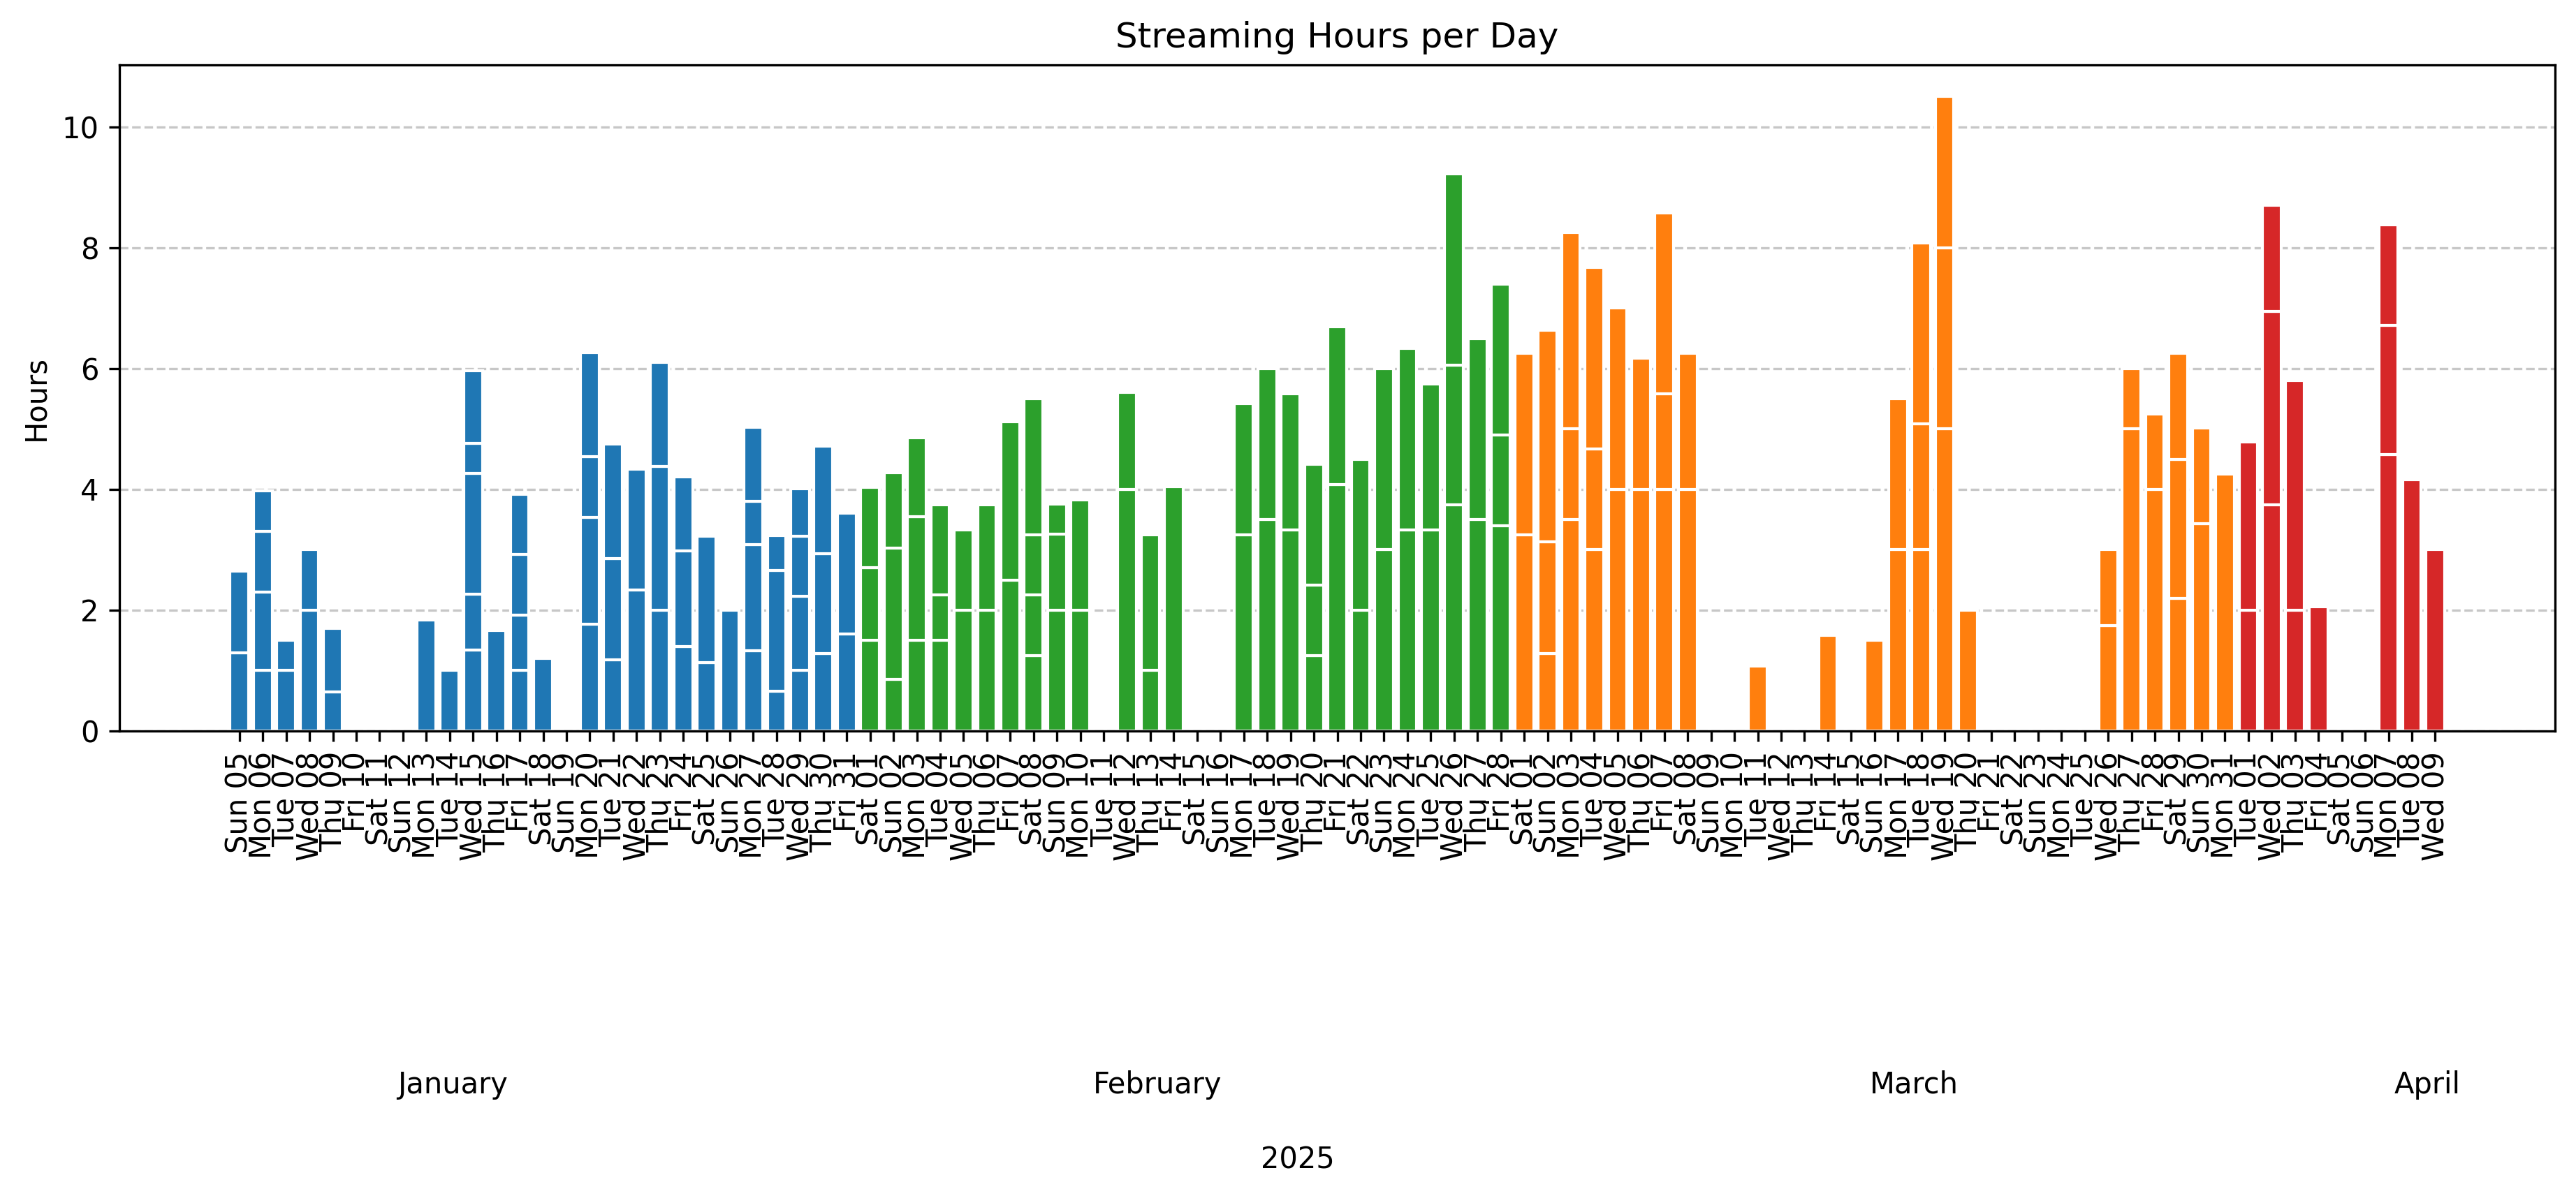 Streaming Hours per Day
Hours
10
8
6
4
2
0
Sun 05
Mon 06
Tue 07
Wed 08
Thu 09
Fri 10
Sat 11
Sun 12
Mon 13
Tue 14
Wed 15
Thu 16
Fri 17
Sat 18
Sun 19
Mon 20
Tue 21
Wed 22
Thu 23
Fri 24
Sat 25
Sun 26
Mon 27
Tue 28
Wed 29
Thu 30
Fri 31
Sat 01
Sun 02
Mon 03
Tue 04
Wed 05
Thu 06
Fri 07
Sat 08
Sun 09
Mon 10
Tue 11
Wed 12
Thu 13
Fri 14
Sat 15
Sun 16
Mon 17
Tue 18
Wed 19
Thu 20
Fri 21
Sat 22
Sun 23
Mon 24
Tue 25
Wed 26
Thu 27
Fri 28
Sat 01
Sun 02
Mon 03
Tue 04
Wed 05
Thu 06
Fri 07
Sat 08
Sun 09
Mon 10
Tue 11
Wed 12
Thu 13
Fri 14
Sat 15
Sun 16
Mon 17
Tue 18
Wed 19
Thu 20
Fri 21
Sat 22
Sun 23
Mon 24
Tue 25
Wed 26
Thu 27
Fri 28
Sat 29
Sun 30
Mon 31
Tue 01
Wed 02
Thu 03
Fri 04
Sat 05
Sun 06
Mon 07
Tue 08
Wed 09
January
February
March
April
2025